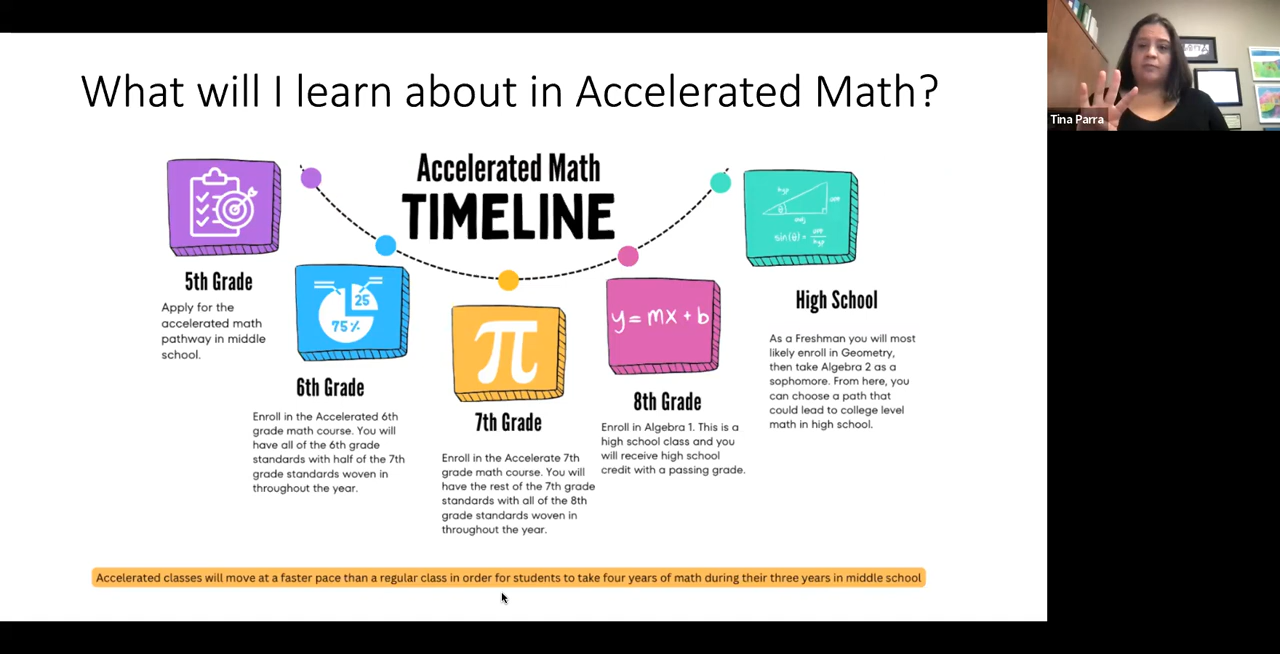 What will I learn about in Accelerated Math?
Tina Parra
Accelerated Math
TIMELINE
5th Grade
Apply for the
accelerated math
pathway in middle
school.
25
75%
6th Grade
Enroll in the Accelerated 6th
grade math course. You will
have all of the 6th grade
standards with half of the 7th
grade standards woven in
throughout the year.
π
7th Grade
Enroll in the Accelerate 7th
grade math course. You will
have the rest of the 7th grade
standards with all of the 8th
grade standards woven in
throughout the year.
y = mx + b
8th Grade
Enroll in Algebra 1. This is a
high school class and you
will receive high school
credit with a passing grade.
hyp
opp
θ
adj
sin(θ) = opp/hyp
High School
As a Freshman you will most
likely enroll in Geometry,
then take Algebra 2 as a
sophomore. From here, you
can choose a path that
could lead to college level
math in high school.
Accelerated classes will move at a faster pace than a regular class in order for students to take four years of math during their three years in middle school